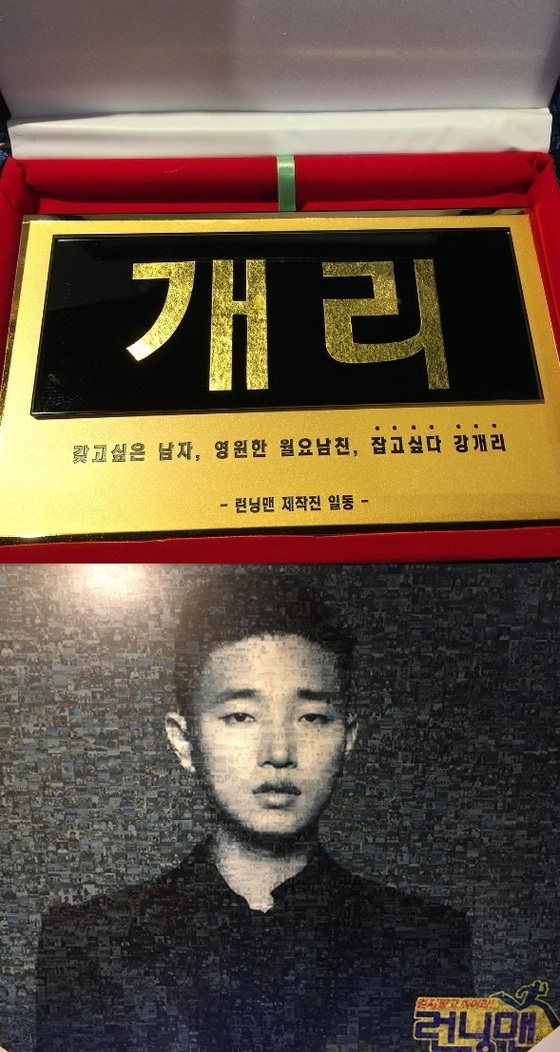 개리
갖고싶은 남자, 영원한 월요남친, 잡고싶다 강개리
- 런닝맨 제작진 일동 -
런닝맨